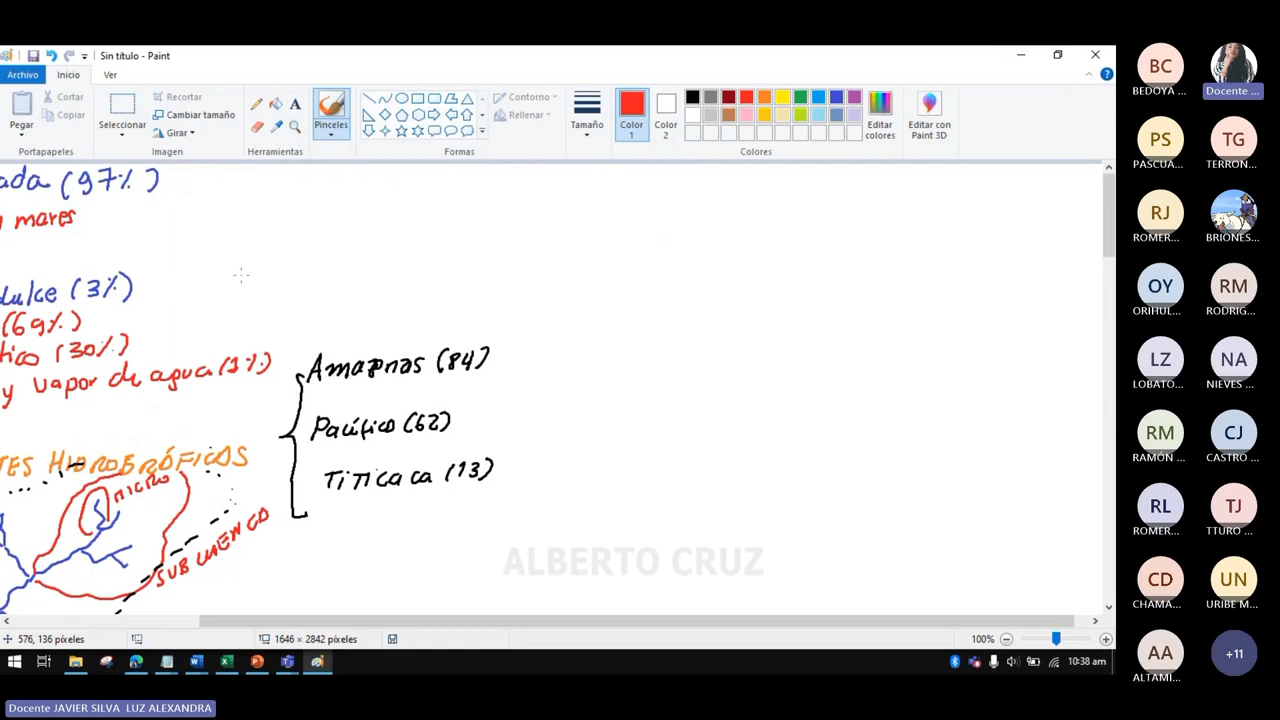 Sin título - Paint
Archivo Inicio Ver
Pegar
Cortar
Copiar
Portapapeles
Seleccionar
Recortar
Cambiar tamaño
Girar
Imagen
A
Herramientas
Pinceles
Contorno
Rellenar
Formas
Tamaño
Color 1
Color 2
Editar colores
Colores
Editar con Paint 3D
ada (97%)
y mares
dulce (3%)
(69%)
tico (30%)
y vapor de agua (1%)
TES HIDROGRÓFICOS
MICRO
SUB CUENCA
Amazonas (84)
Pacífico (62)
TiTicaca (13)
ALBERTO CRUZ
576, 136 píxeles
1646 × 2842 píxeles
100%
10:38 am
Docente JAVIER SILVA LUZ ALEXANDRA
BC
BEDOYA ...
Docente ...
PS
PASCUA...
TG
TERRON...
RJ
ROMER...
BRIONES...
OY
ORIHUL...
RM
RODRIG...
LZ
LOBATO...
NA
NIEVES ...
RM
RAMÓN ...
CJ
CASTRO ...
RL
ROMER...
TJ
TTURO ...
CD
CHAMA...
UN
URIBE M...
AA
ALTAMI...
+11